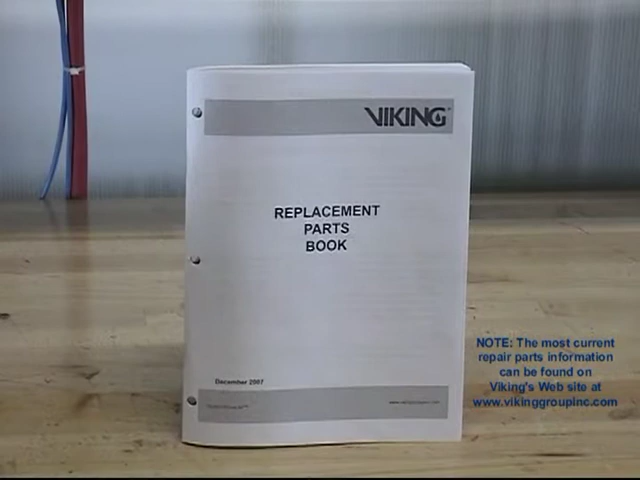 VIKING
REPLACEMENT
PARTS
BOOK
December 2007
NOTE: The most current
repair parts information
can be found on
Viking's Web site at
www.vikinggroupinc.com